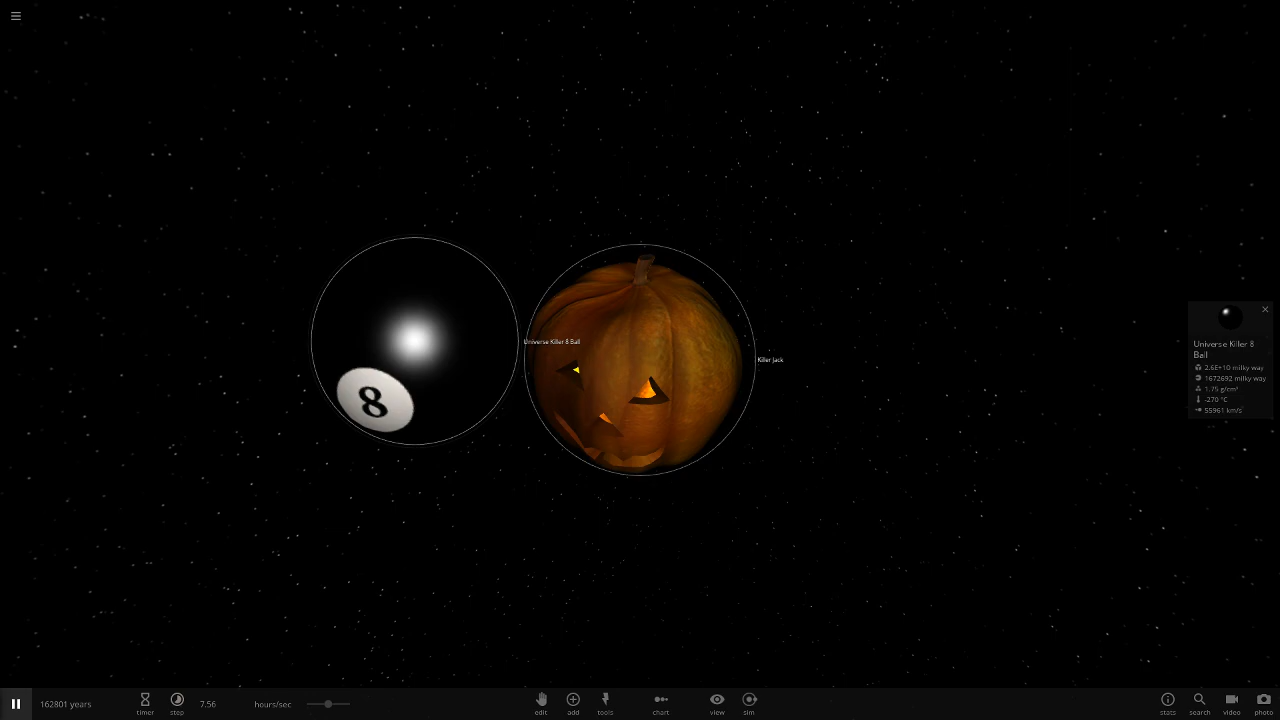 Universe Killer 8 Ball
Killer Jack
8
Universe Killer 8
Ball
2.6E+10 milky way
1672692 milky way
1.75 g/cm³
-270 °C
55961 km/s
162801 years
timer
step
7.56
hours/sec
edit
add
tools
chart
view
sim
stats
search
video
photo